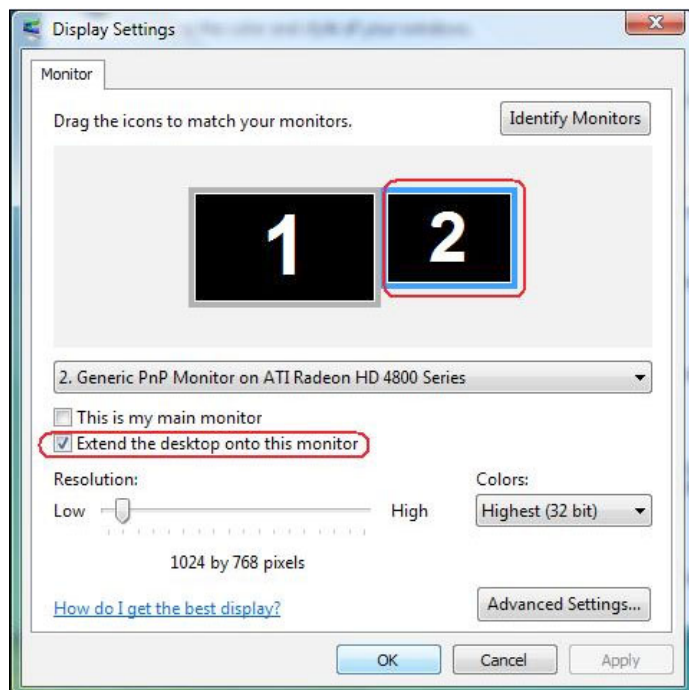 Display Settings
Monitor
Drag the icons to match your monitors.
Identify Monitors
1
2
2. Generic PnP Monitor on ATI Radeon HD 4800 Series
This is my main monitor
Extend the desktop onto this monitor
Resolution:
Colors:
Low
High
Highest (32 bit)
1024 by 768 pixels
How do I get the best display?
Advanced Settings...
OK
Cancel
Apply